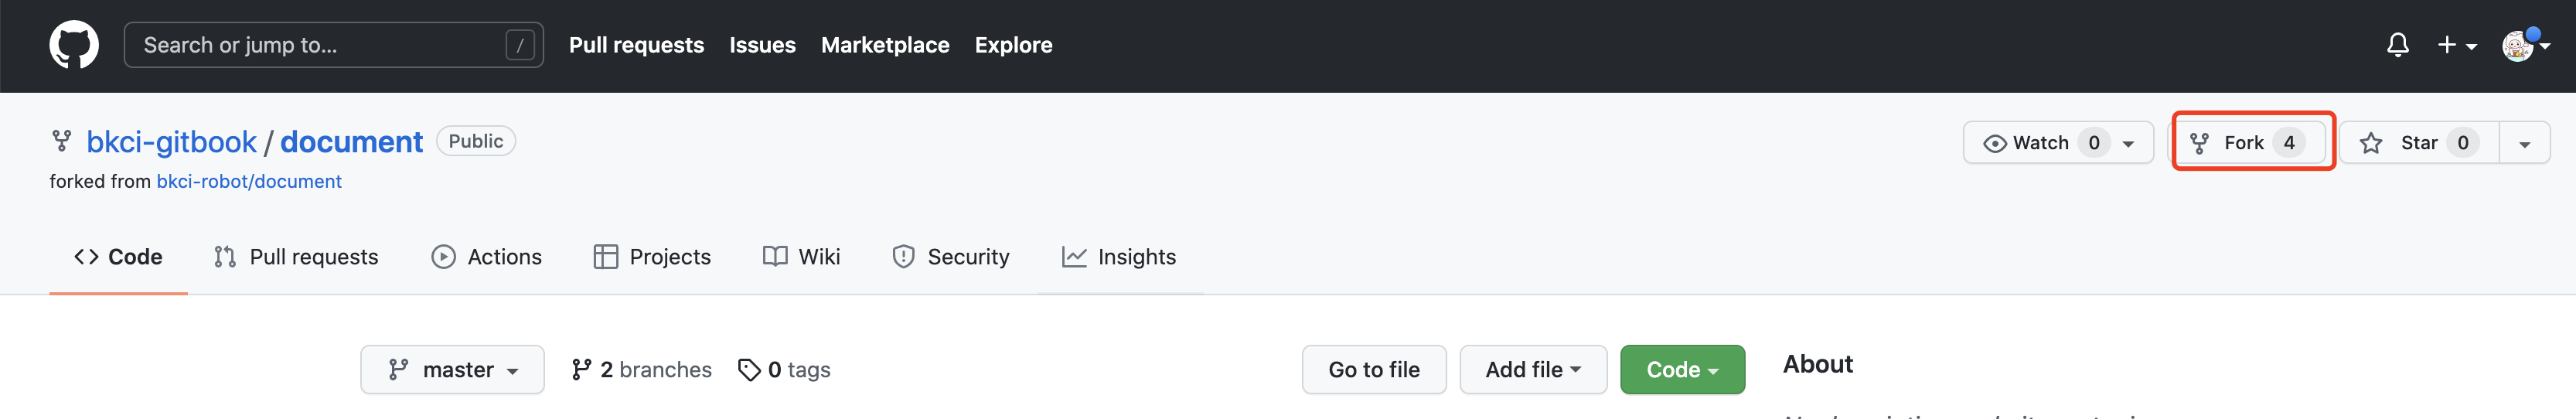 Search or jump to... / Pull requests Issues Marketplace Explore
bkci-gitbook / document Public Watch 0 Fork 4 Star 0
forked from bkci-robot/document
Code Pull requests Actions Projects Wiki Security Insights
master 2 branches 0 tags Go to file Add file Code About